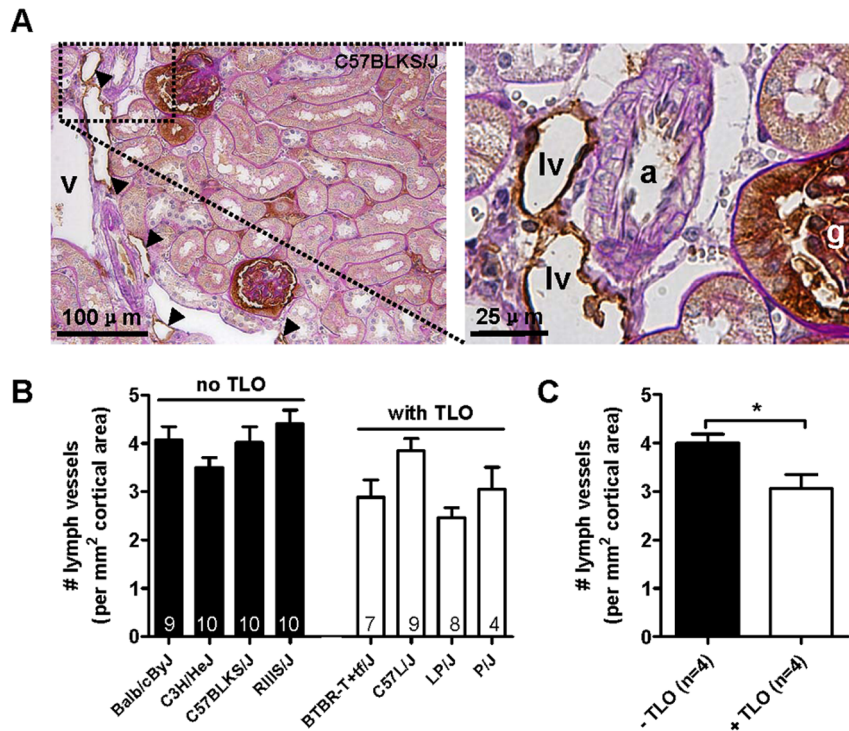 A
C57BLKS/J
V
100 μm
lv
a
lv
g
25 μm
B
no TLO
with TLO
# lymph vessels
(per mm² cortical area)
5
4
3
2
1
0
9
10
10
10
7
9
8
4
Balb/cByJ
C3H/HeJ
C57BLKS/J
RIIIS/J
BTBR-T+tf/J
C57L/J
LP/J
P/J
C
# lymph vessels
(per mm² cortical area)
5
4
3
2
1
0
*
- TLO (n=4)
+ TLO (n=4)